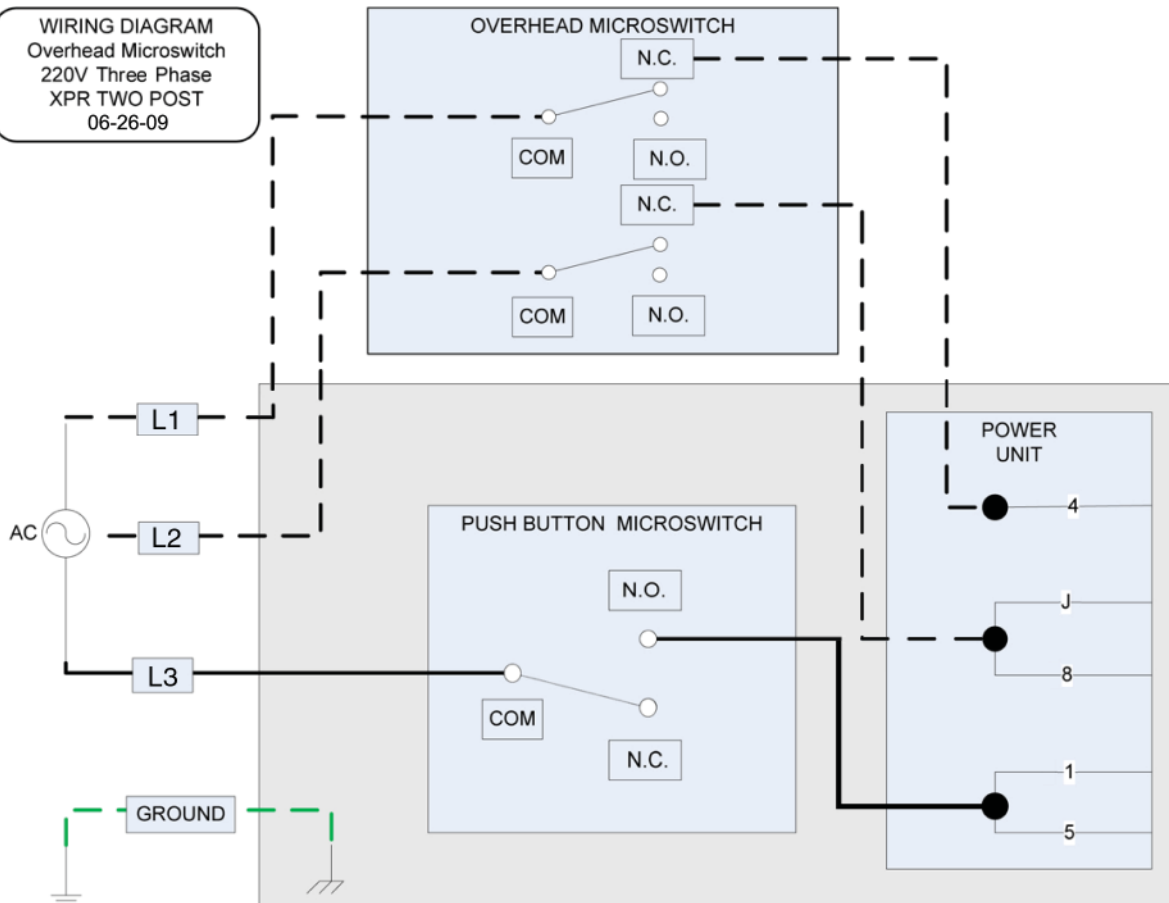 WIRING DIAGRAM
Overhead Microswitch
220V Three Phase
XPR TWO POST
06-26-09
OVERHEAD MICROSWITCH
N.C.
COM
N.O.
N.C.
COM
N.O.
L1
POWER
UNIT
4
AC
L2
PUSH BUTTON MICROSWITCH
N.O.
J
L3
8
COM
N.C.
1
GROUND
5